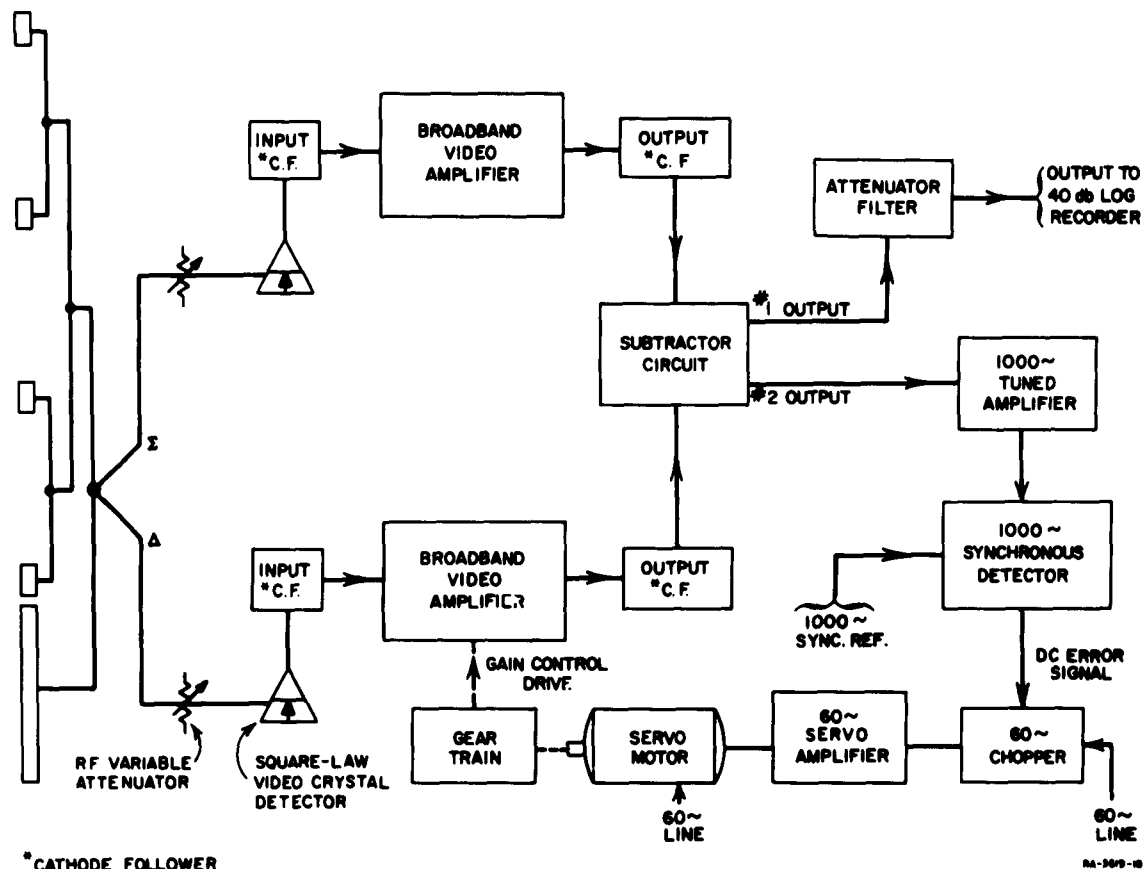 INPUT
*C.F.
BROADBAND
VIDEO
AMPLIFIER
OUTPUT
*C. F
ATTENUATOR
FILTER
OUTPUT TO
40 db LOG
RECORDER
#1 OUTPUT
SUBTRACTOR
CIRCUIT
#2 OUTPUT
1000~
TUNED
AMPLIFIER
Σ
Δ
INPUT
*C.F.
BROADBAND
VIDEO
AMPLIFIER
OUTPUT
*C. F.
1000~
SYNCHRONOUS
DETECTOR
1000~
SYNC. REF.
GAIN CONTROL
DRIVE
DC ERROR
SIGNAL
GEAR
TRAIN
SERVO
MOTOR
60~
SERVO
AMPLIFIER
60~
CHOPPER
RF VARIABLE
ATTENUATOR
SQUARE-LAW
VIDEO CRYSTAL
DETECTOR
60~
LINE
60~
LINE
*CATHODE FOLLOWER